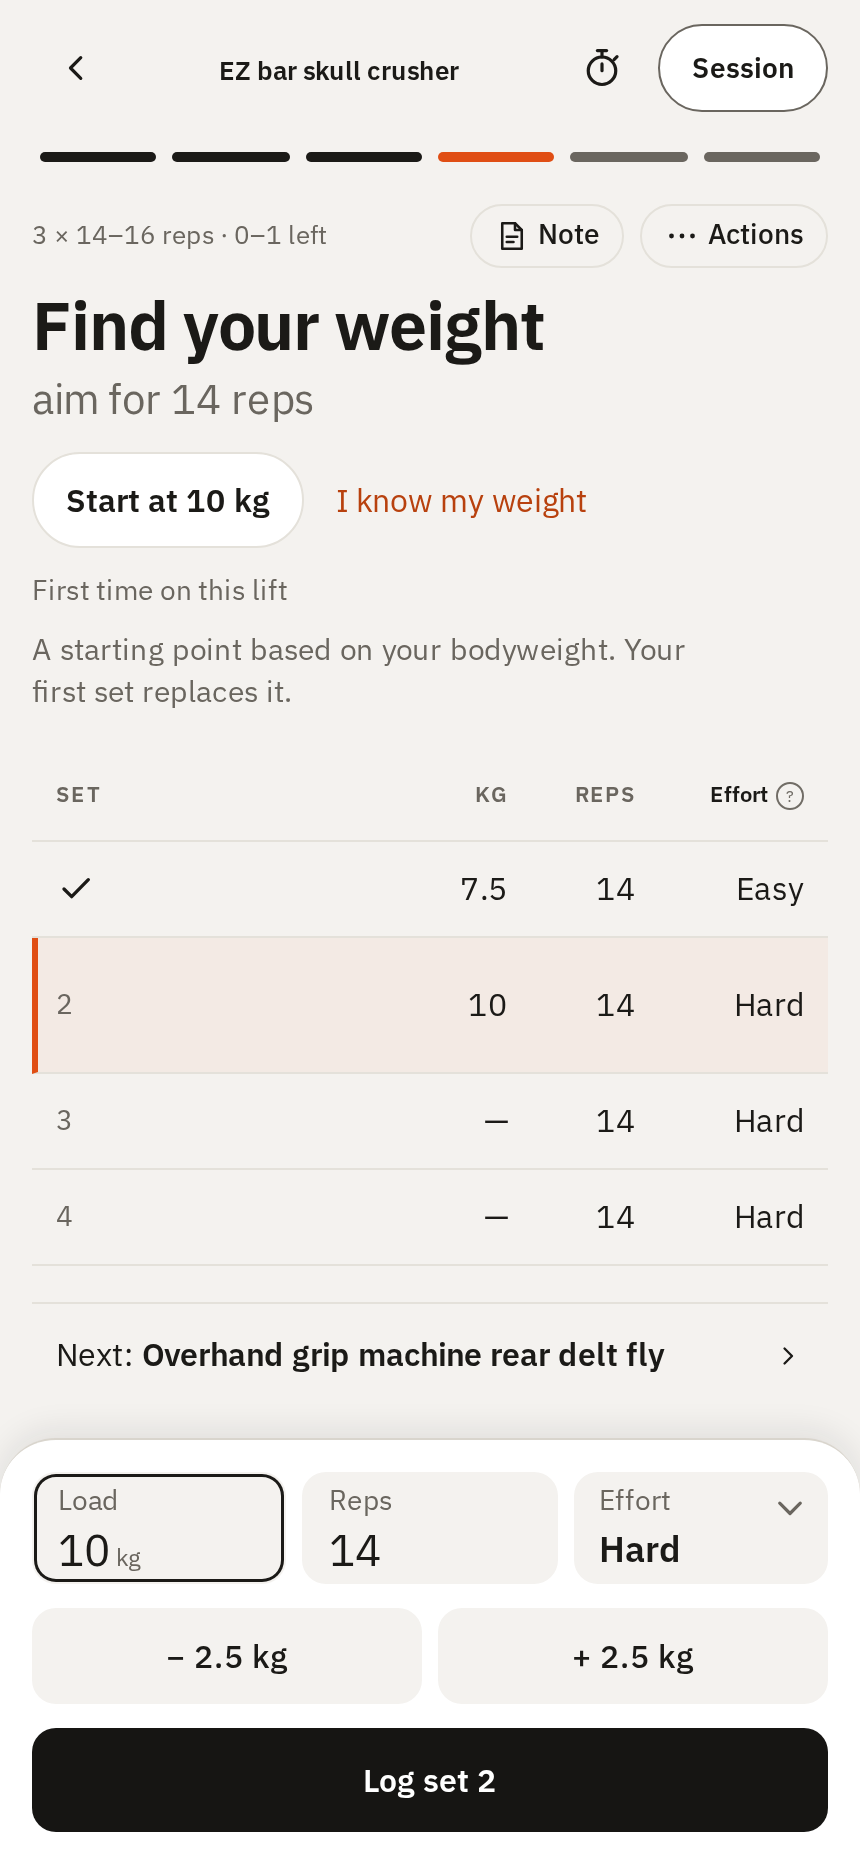 EZ bar skull crusher
Session
3 × 14–16 reps · 0–1 left
Note
Actions
Find your weight
aim for 14 reps
Start at 10 kg
I know my weight
First time on this lift
A starting point based on your bodyweight. Your
first set replaces it.
SET KG REPS Effort ?
7.5 14 Easy
2 10 14 Hard
3 — 14 Hard
4 — 14 Hard
Next: Overhand grip machine rear delt fly
Load
10 kg
Reps
14
Effort
Hard
− 2.5 kg
+ 2.5 kg
Log set 2